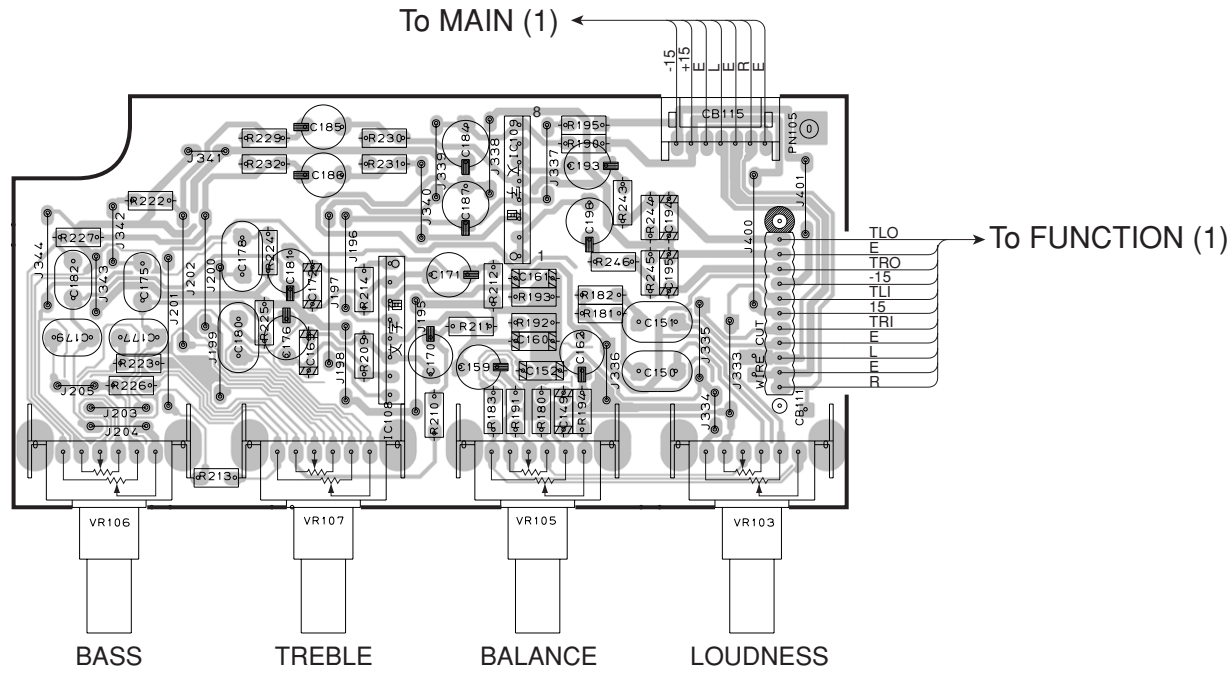 To MAIN (1)
-15
+15
E
L
E
R
E
CB115
PN105
8
C185
R229
R230
R232
R231
C186
J341
J339
C184
J338
IC109
J337
R195
R190
C193
C187
J340
R243
R244
C194
C198
J401
J400
R222
J344
R227
J342
C182
J343
C175
J202
J200
J201
C178
R224
C181
C172
J196
J197
R214
C171
R212
1
C161
R193
R246
R245
C195
R182
R181
C151
TLO
E
TRO
-15
TLI
15
TRI
E
L
E
R
To FUNCTION (1)
C179
C177
J199
C180
R225
C176
C169
J198
R209
J195
C170
R211
R192
C160
C162
J336
J335
J333
WIRE CUT
R223
R226
J205
J203
J204
C159
C152
C150
J334
CB111
IC108
R210
R183
R191
R180
C149
R194
R213
VR106
VR107
VR105
VR103
BASS
TREBLE
BALANCE
LOUDNESS